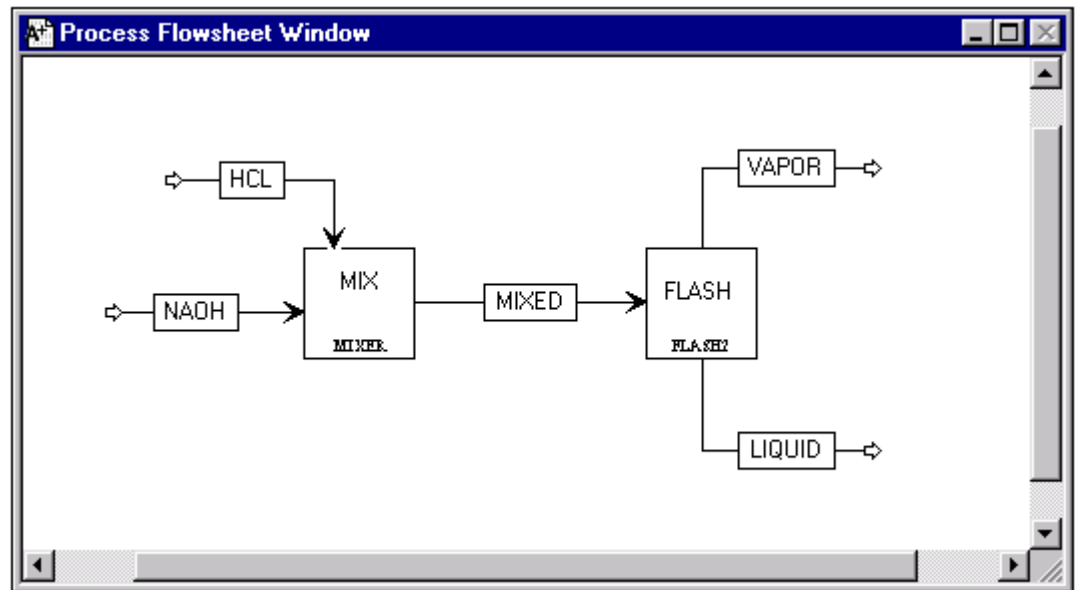 Process Flowsheet Window
HCL
VAPOR
MIX
MIXER
NAOH
MIXED
FLASH
FLASH2
LIQUID